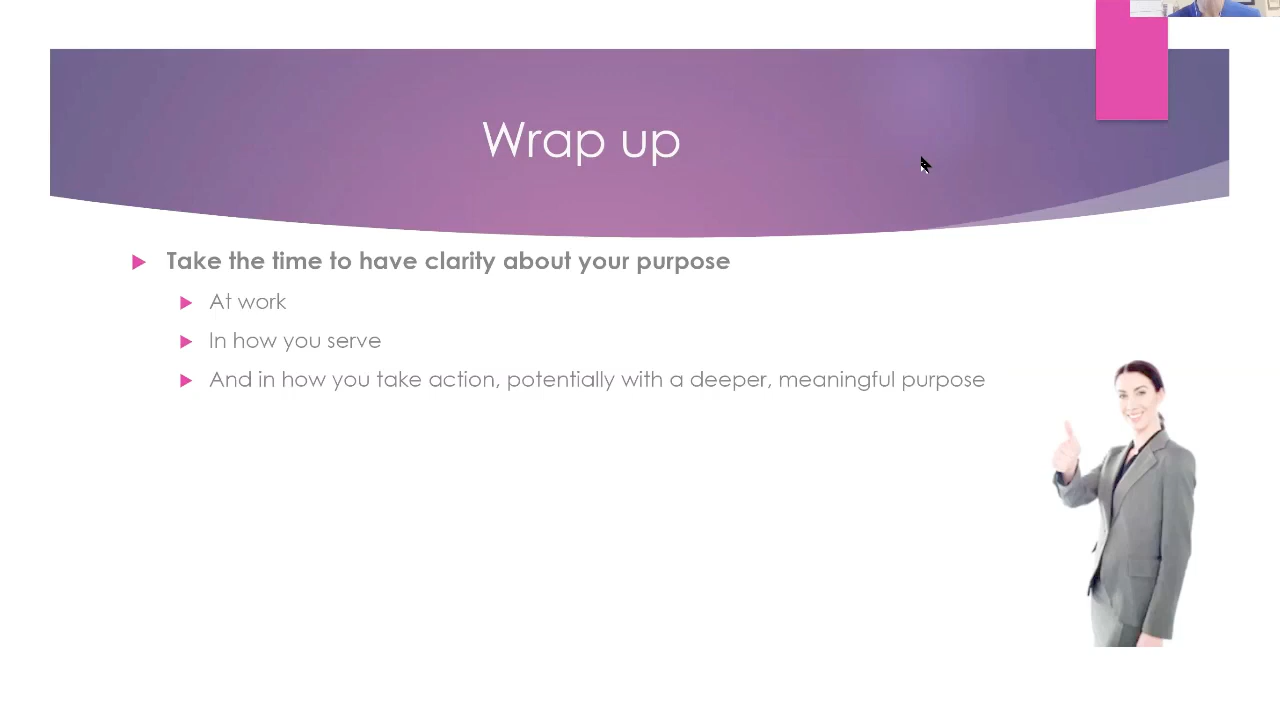 Wrap up
Take the time to have clarity about your purpose
At work
In how you serve
And in how you take action, potentially with a deeper, meaningful purpose